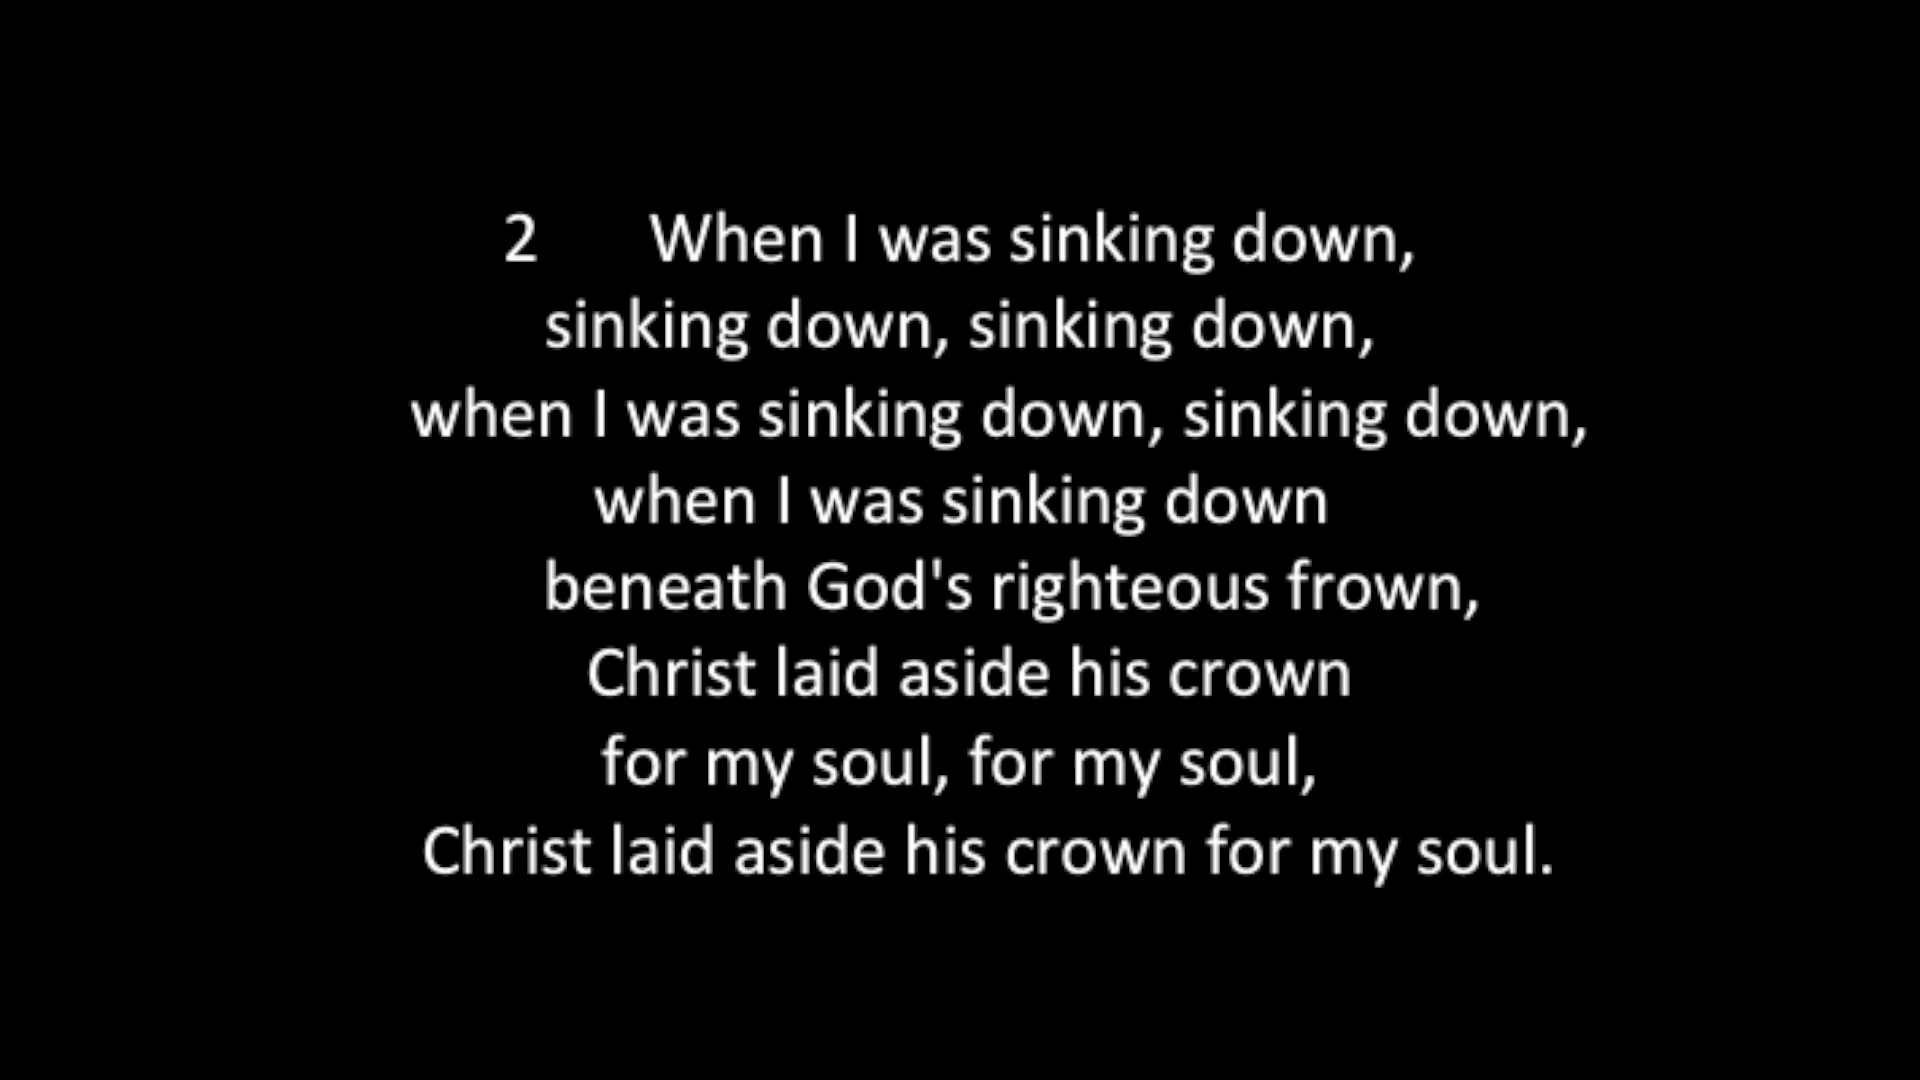 2 When I was sinking down,
sinking down, sinking down,
when I was sinking down, sinking down,
when I was sinking down
beneath God's righteous frown,
Christ laid aside his crown
for my soul, for my soul,
Christ laid aside his crown for my soul.